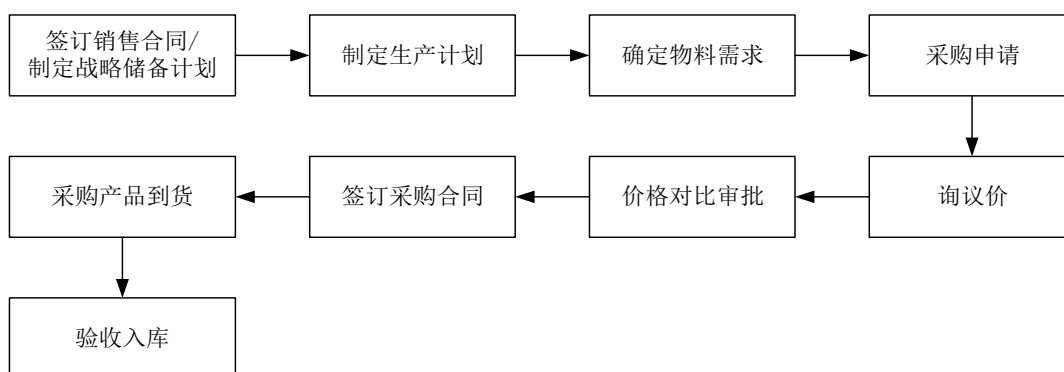 签订销售合同/
制定战略储备计划
制定生产计划
确定物料需求
采购申请
询议价
价格对比审批
签订采购合同
采购产品到货
验收入库